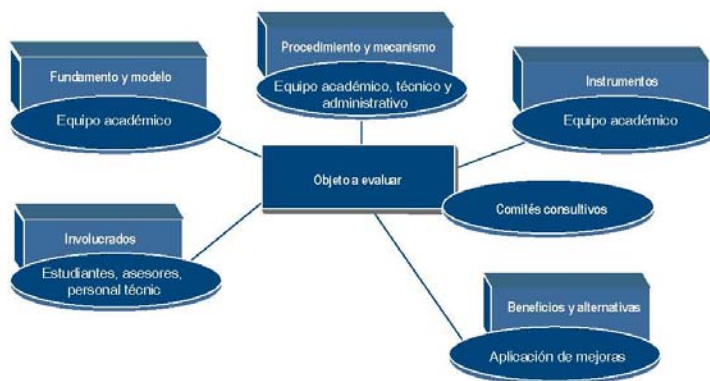 Procedimiento y mecanismo
Equipo académico, técnico y
administrativo
Fundamento y modelo
Equipo académico
Instrumentos
Equipo académico
Objeto a evaluar
Comités consultivos
Involucrados
Estudiantes, asesores,
personal técnic
Beneficios y alternativas
Aplicación de mejoras